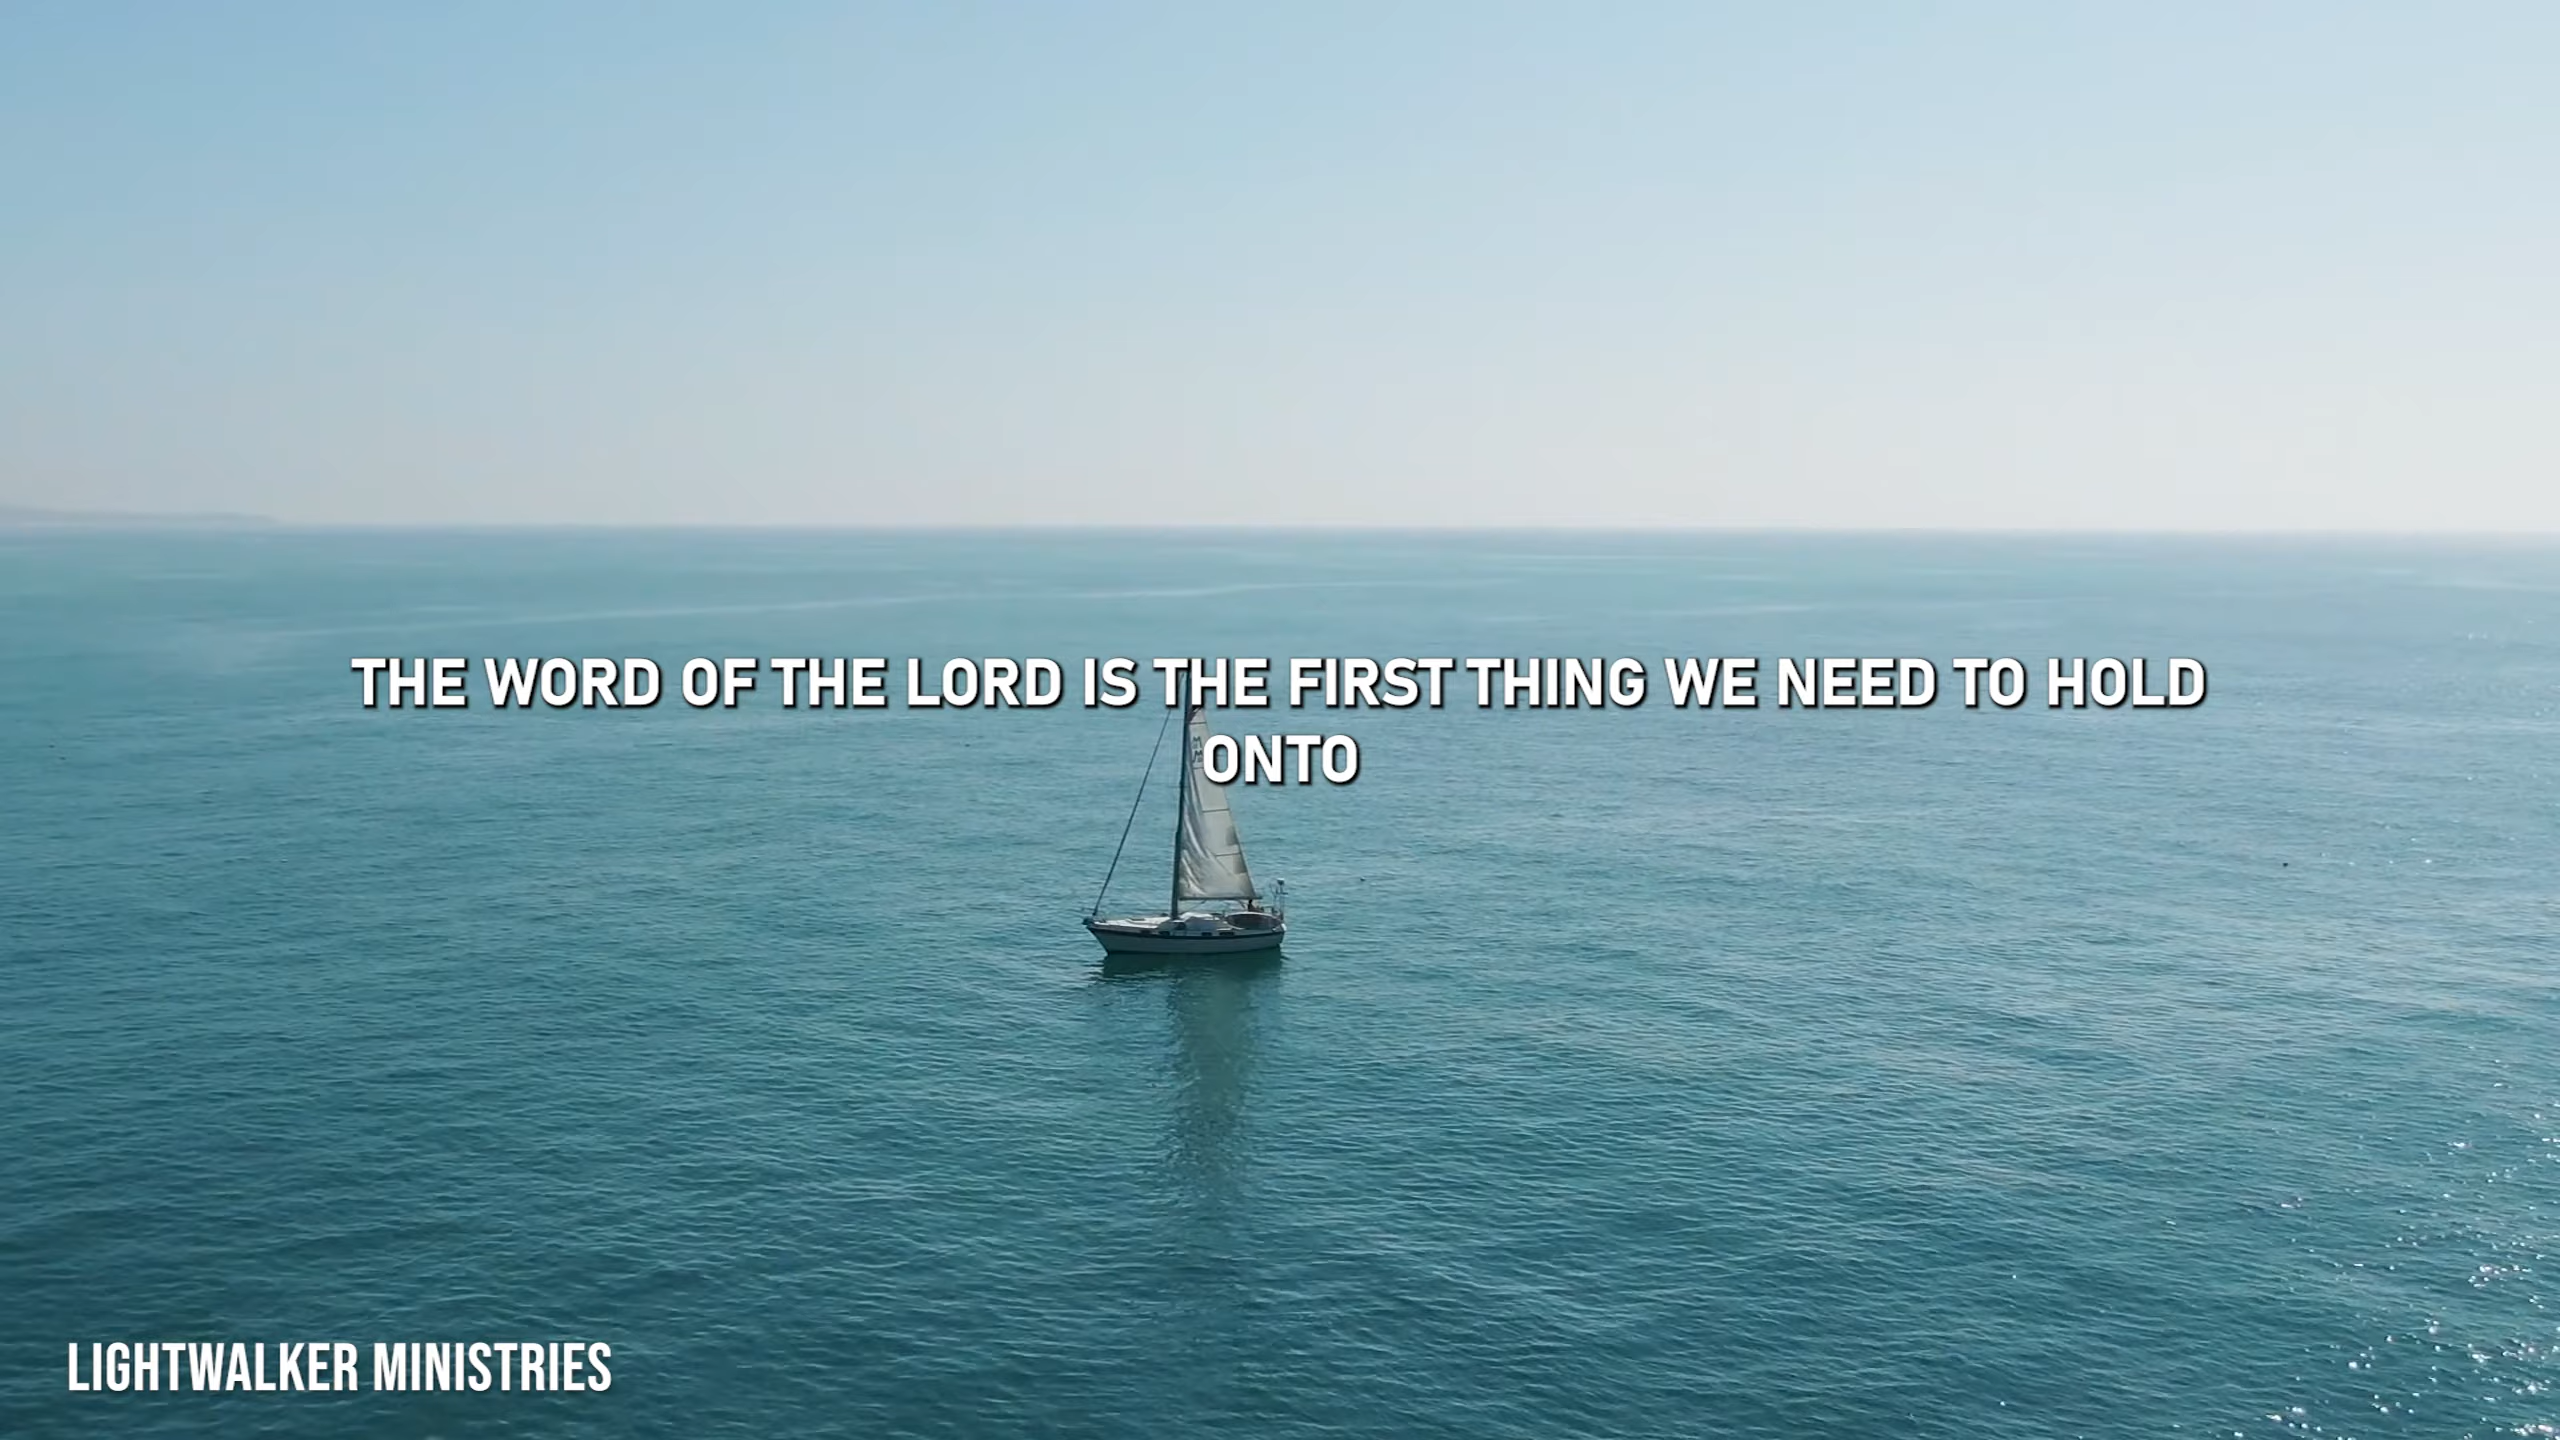 THE WORD OF THE LORD IS THE FIRST THING WE NEED TO HOLD
ONTO
LIGHTWALKER MINISTRIES